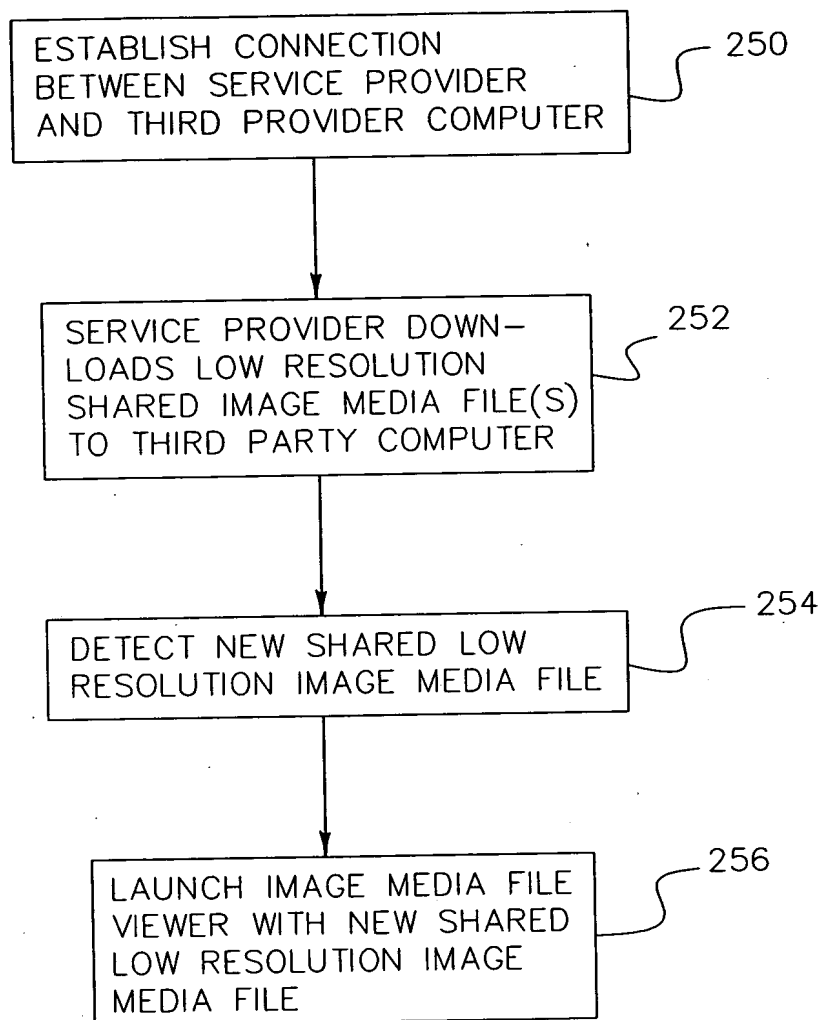 ESTABLISH CONNECTION
BETWEEN SERVICE PROVIDER
AND THIRD PROVIDER COMPUTER
250
SERVICE PROVIDER DOWN-
LOADS LOW RESOLUTION
SHARED IMAGE MEDIA FILE(S)
TO THIRD PARTY COMPUTER
252
DETECT NEW SHARED LOW
RESOLUTION IMAGE MEDIA FILE
254
LAUNCH IMAGE MEDIA FILE
VIEWER WITH NEW SHARED
LOW RESOLUTION IMAGE
MEDIA FILE
256